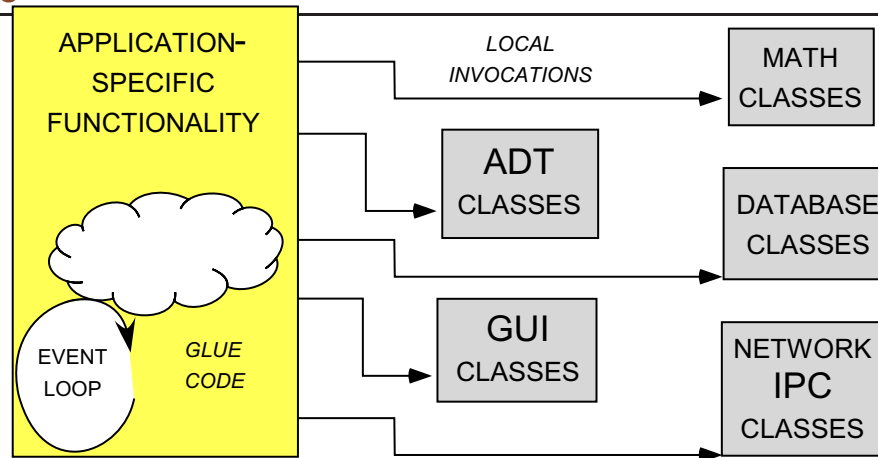 APPLICATION-
SPECIFIC
FUNCTIONALITY
LOCAL
INVOCATIONS
MATH
CLASSES
ADT
CLASSES
DATABASE
CLASSES
GUI
CLASSES
NETWORK
IPC
CLASSES
EVENT
LOOP
GLUE
CODE